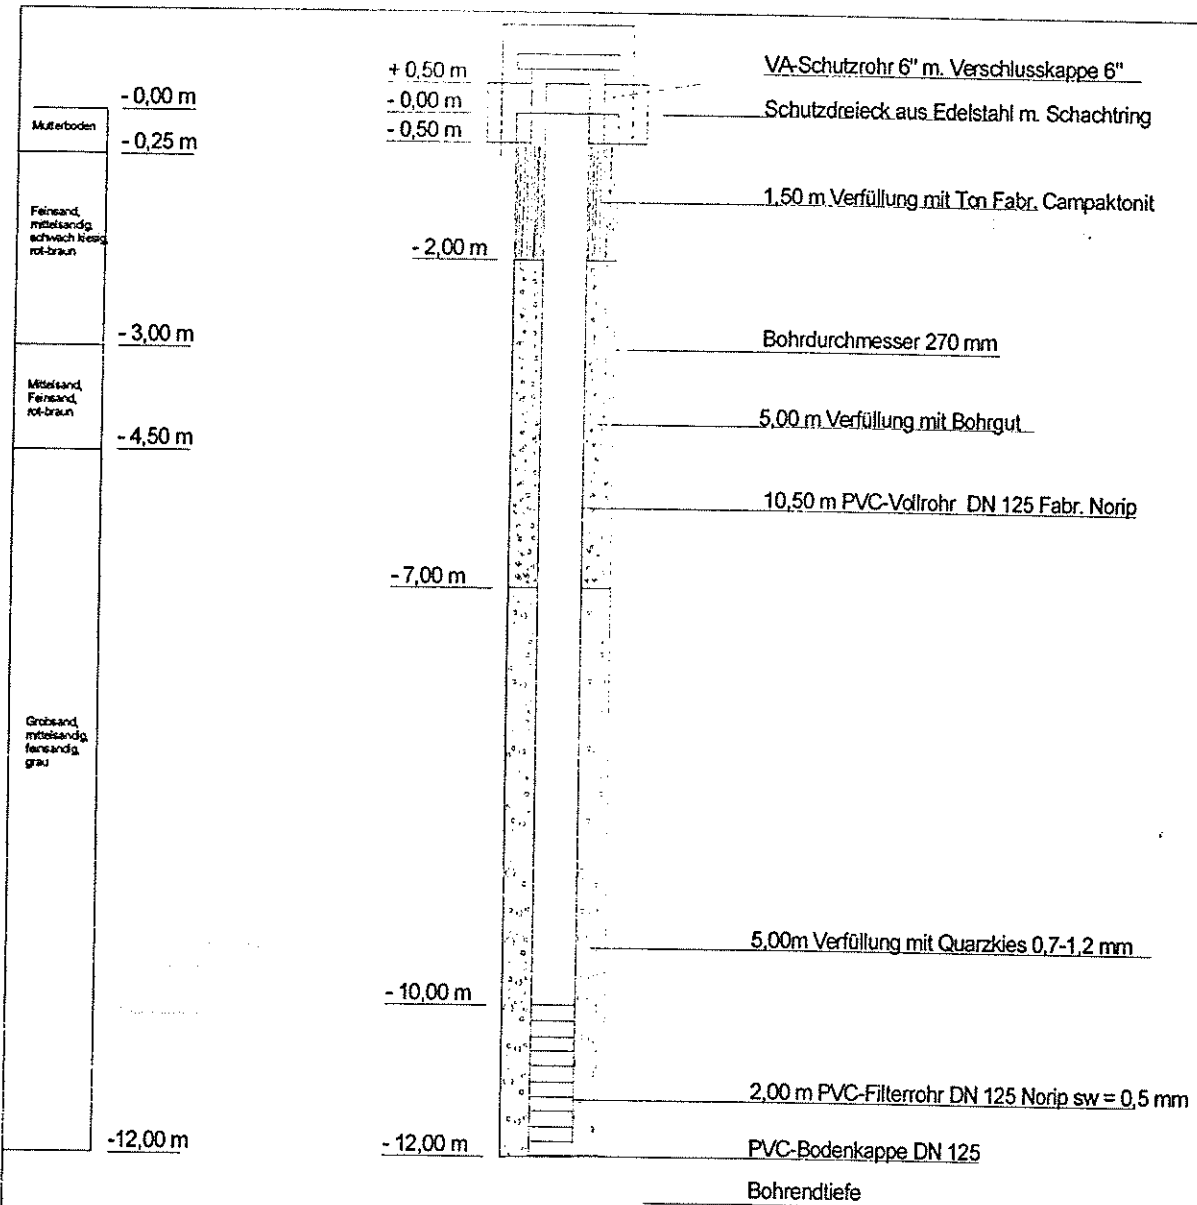 + 0,50 m
VA-Schutzrohr 6" m. Verschlusskappe 6"
- 0,00 m
- 0,00 m
Schutzdreieck aus Edelstahl m. Schachtring
Mutterboden
- 0,50 m
- 0,25 m
1,50 m Verfüllung mit Ton Fabr. Campaktonit
Feinsand,
mittelsandig,
schwach kiesig,
rot-braun
- 2,00 m
- 3,00 m
Bohrdurchmesser 270 mm
Mittelsand,
Feinsand,
rot-braun
5,00 m Verfüllung mit Bohrgut
- 4,50 m
10,50 m PVC-Vollrohr DN 125 Fabr. Norip
- 7,00 m
Grobsand,
mittelsandig,
feinsandig,
grau
5,00m Verfüllung mit Quarzkies 0,7-1,2 mm
- 10,00 m
2,00 m PVC-Filterrohr DN 125 Norip sw = 0,5 mm
-12,00 m
- 12,00 m
PVC-Bodenkappe DN 125
Bohrendtiefe